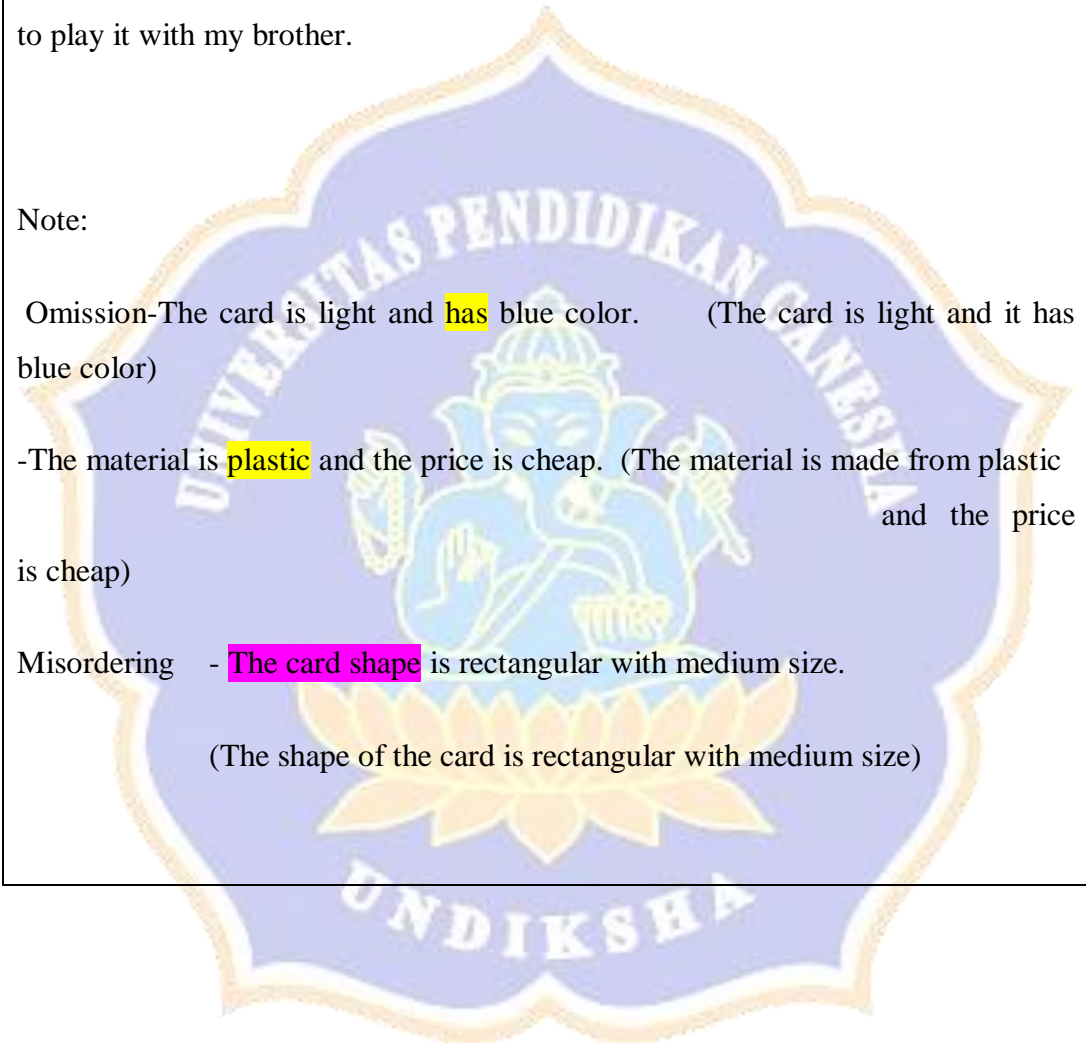 to play it with my brother.
Note:
Omission-The card is light and has blue color. (The card is light and it has
blue color)
-The material is plastic and the price is cheap. (The material is made from plastic
and the price
is cheap)
Misordering - The card shape is rectangular with medium size.
(The shape of the card is rectangular with medium size)
UNIVERSITAS PENDIDIKAN GANESHA
UNDIKSHA